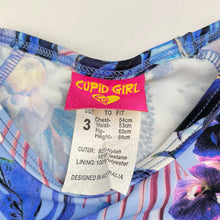 CUPID GIRL
SIZE TO FIT
3
Chest- 54cm
Waist- 53cm
Hip- 60cm
Height- 98cm
OUTER: 82% Nylon
18% Elastane
LINING: 100% Polyester
DESIGNED IN AUSTRALIA